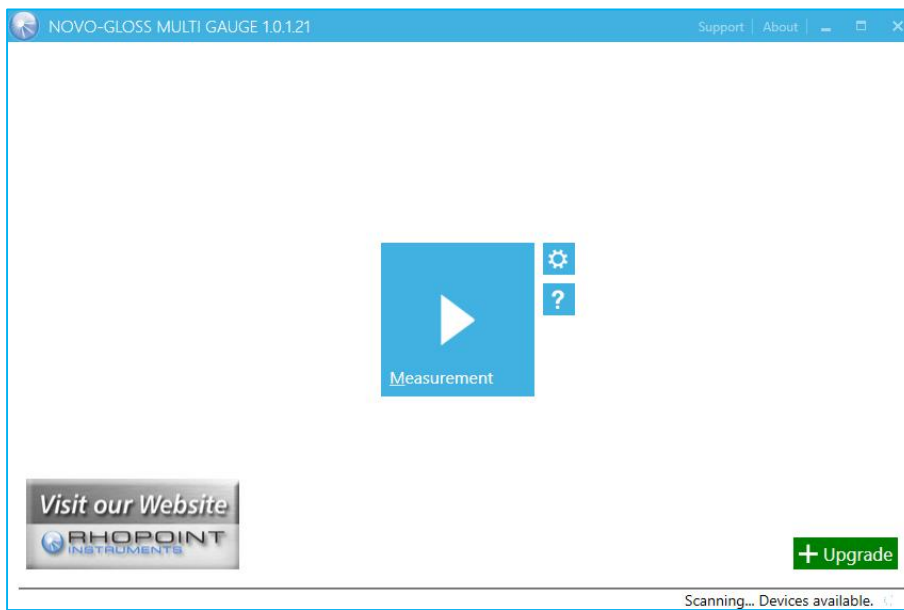 NOVO-GLOSS MULTI GAUGE 1.0.1.21
Support | About |
?
Measurement
Visit our Website
RHOPOINT
INSTRUMENTS
+ Upgrade
Scanning... Devices available.